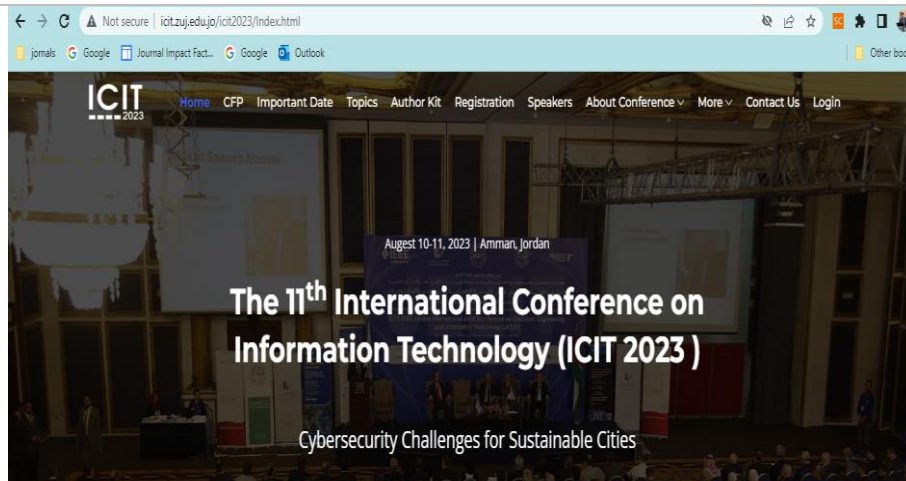 Not secure | icit.zuj.edu.jo/icit2023/Index.html
SC
jornals Google Journal Impact Fact... Google Outlook Other boo
ICIT
2023
Home CFP Important Date Topics Author Kit Registration Speakers About Conference More Contact Us Login
Augest 10-11, 2023 | Amman, Jordan
The 11th International Conference on
Information Technology (ICIT 2023 )
Cybersecurity Challenges for Sustainable Cities